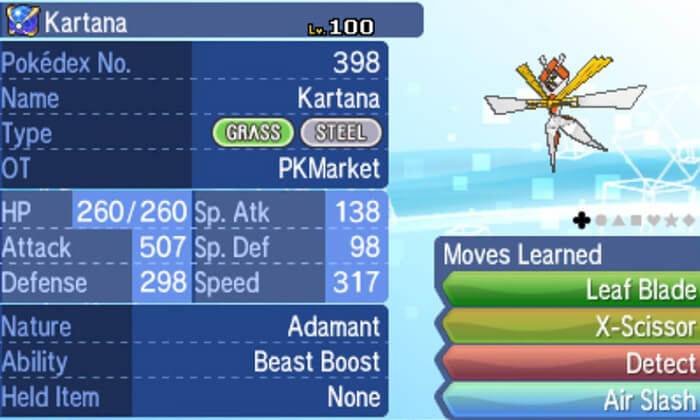 Kartana Lv.100
Pokédex No. 398
Name Kartana
Type GRASS STEEL
OT PKMarket
HP 260/260 Sp. Atk 138
Attack 507 Sp. Def 98
Defense 298 Speed 317
Nature Adamant
Ability Beast Boost
Held Item None
Moves Learned
Leaf Blade
X-Scissor
Detect
Air Slash